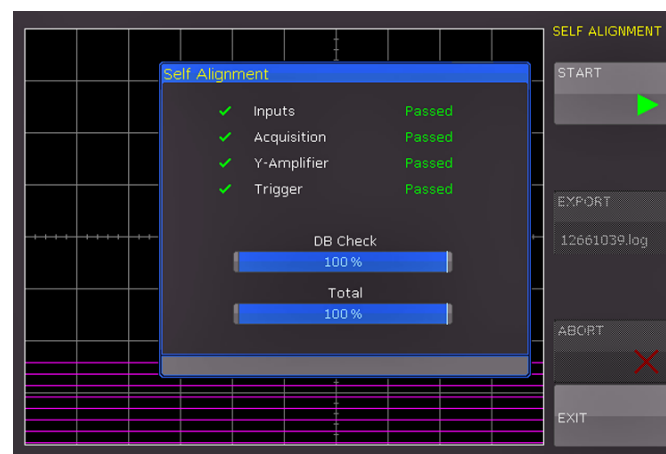 SELF ALIGNMENT
Self Alignment
START
Inputs Passed
Acquisition Passed
Y-Amplifier Passed
Trigger Passed
EXPORT
12661039.log
DB Check
100 %
Total
100 %
ABORT
EXIT